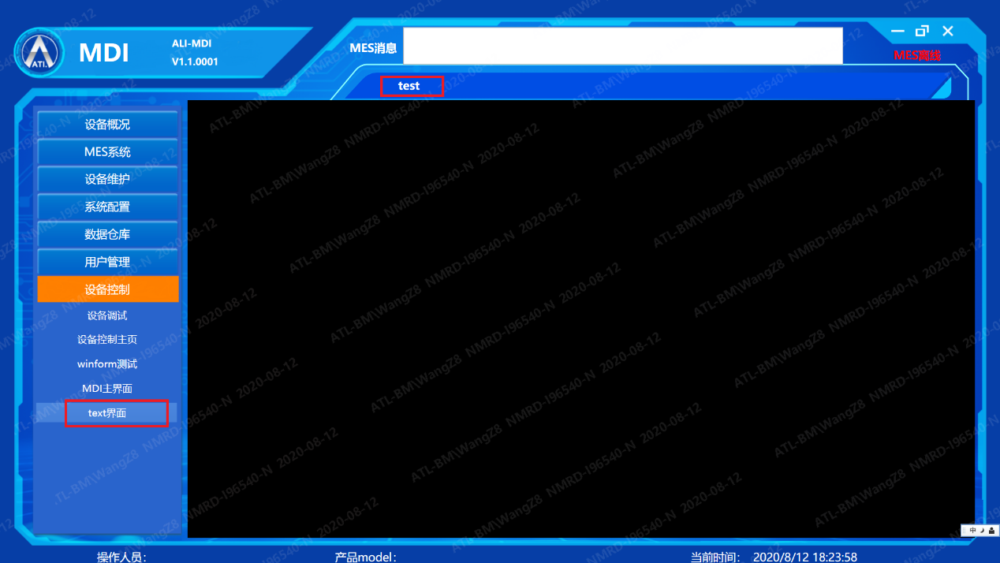 MDI
ALI-MDI
V1.1.0001
ATL
MES消息
MES离线
test
设备概况
MES系统
设备维护
系统配置
数据仓库
用户管理
设备控制
设备调试
设备控制主页
winform测试
MDI主界面
text界面
ATL-BM\WangZ8 NMRD-I96540-N 2020-08-12
中
操作人员:
产品model:
当前时间: 2020/8/12 18:23:58